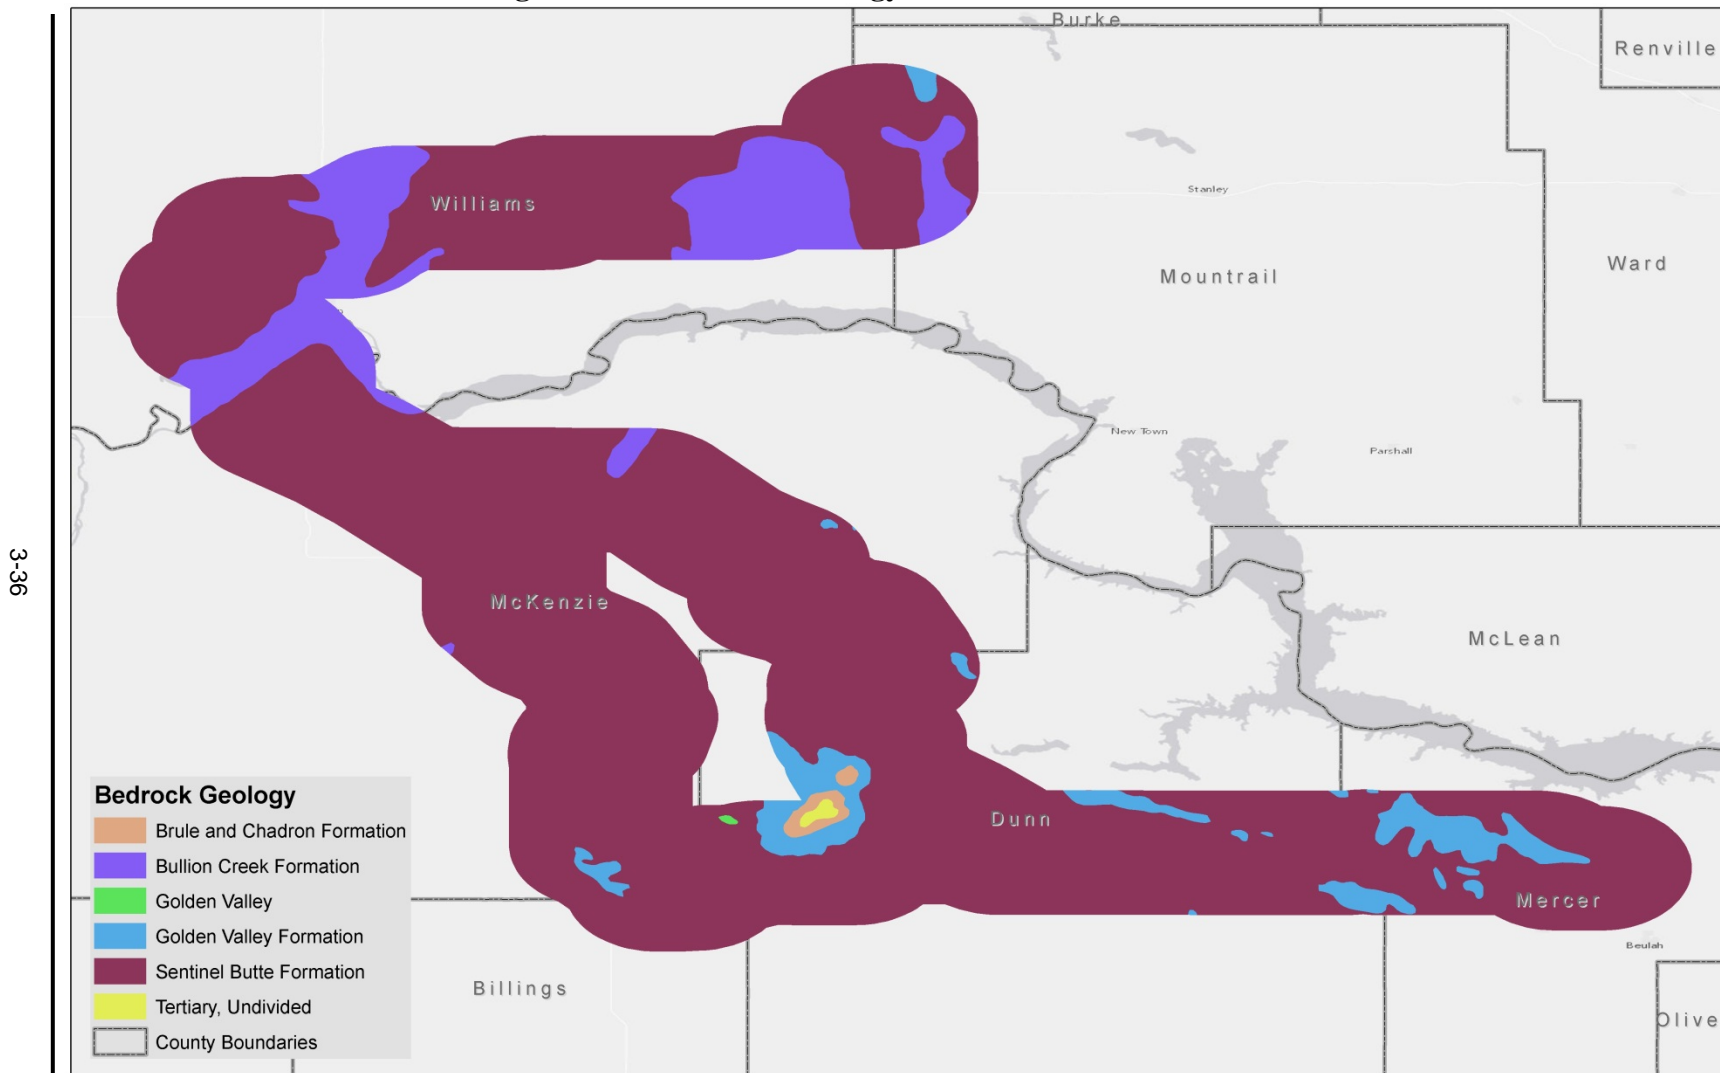 Burke
Renville
Stanley
Williams
Ward
Mountrail
New Town
Parshall
3-36
McKenzie
McLean
Bedrock Geology
Brule and Chadron Formation
Bullion Creek Formation
Golden Valley
Golden Valley Formation
Sentinel Butte Formation
Tertiary, Undivided
County Boundaries
Dunn
Mercer
Beulah
Billings
Olive